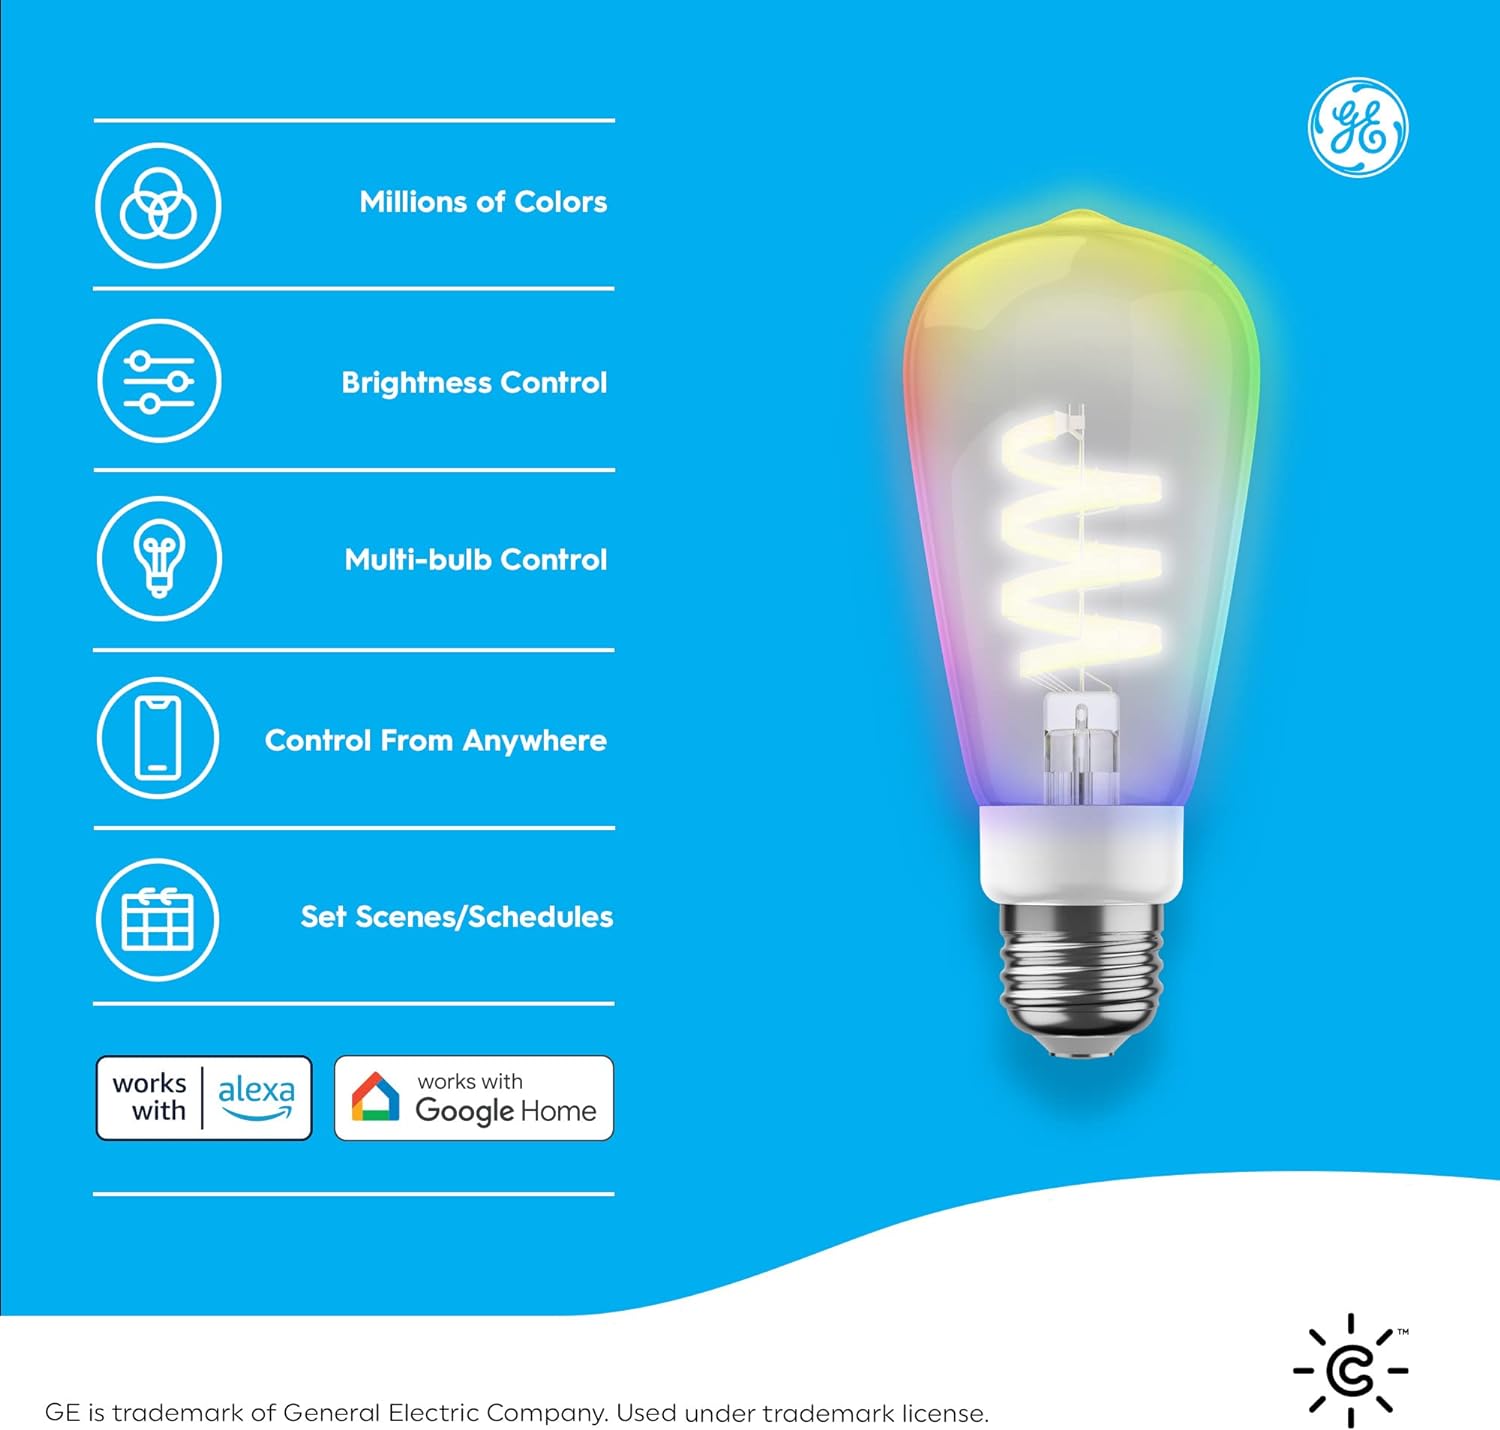 GE
Millions of Colors
Brightness Control
Multi-bulb Control
Control From Anywhere
Set Scenes/Schedules
works
with
alexa
works with
Google Home
C
™
GE is trademark of General Electric Company. Used under trademark license.